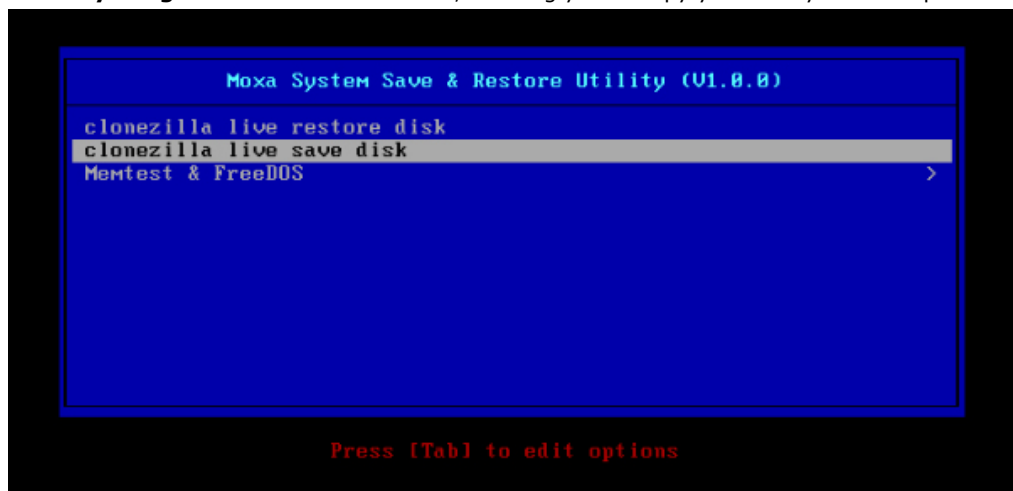 Moxa System Save & Restore Utility (V1.0.0)
clonezilla live restore disk
clonezilla live save disk
Memtest & FreeDOS >
Press [Tab] to edit options